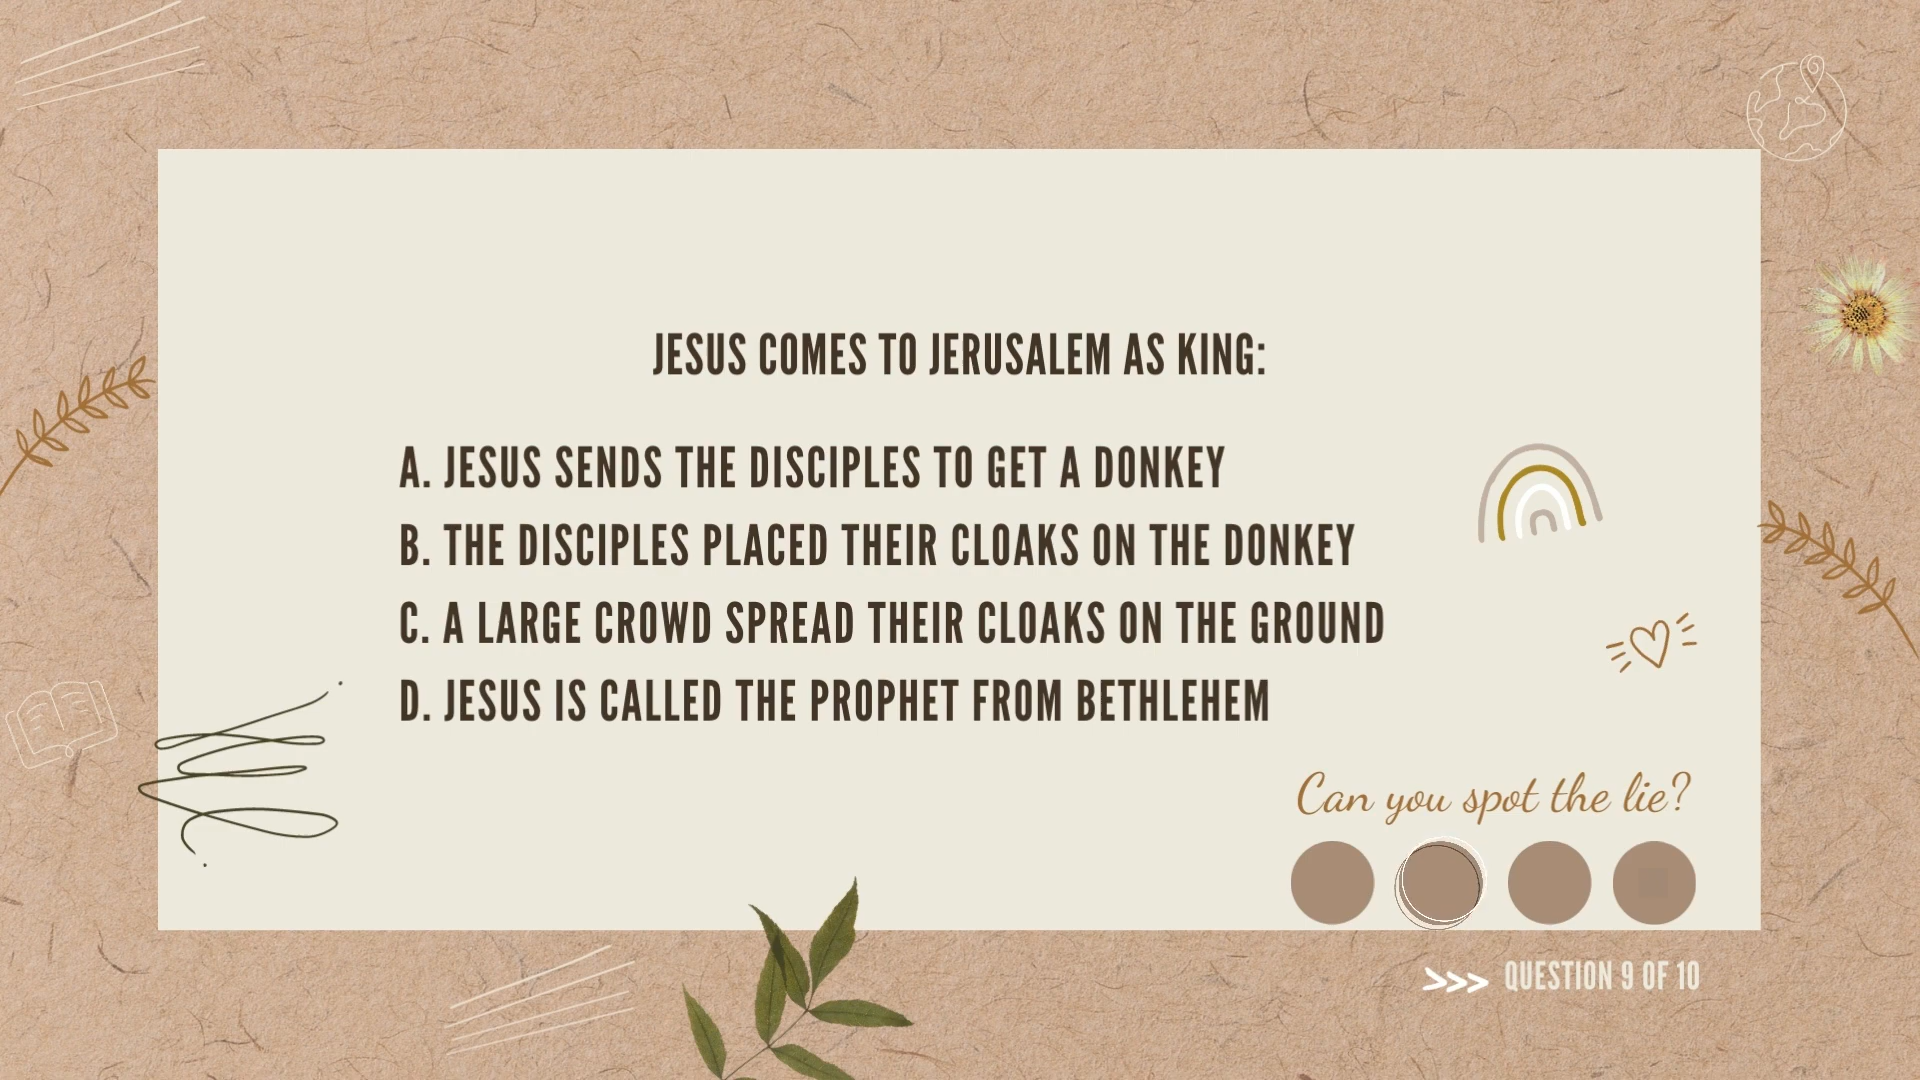 JESUS COMES TO JERUSALEM AS KING:
A. JESUS SENDS THE DISCIPLES TO GET A DONKEY
B. THE DISCIPLES PLACED THEIR CLOAKS ON THE DONKEY
C. A LARGE CROWD SPREAD THEIR CLOAKS ON THE GROUND
D. JESUS IS CALLED THE PROPHET FROM BETHLEHEM
Can you spot the lie?
>>> QUESTION 9 OF 10